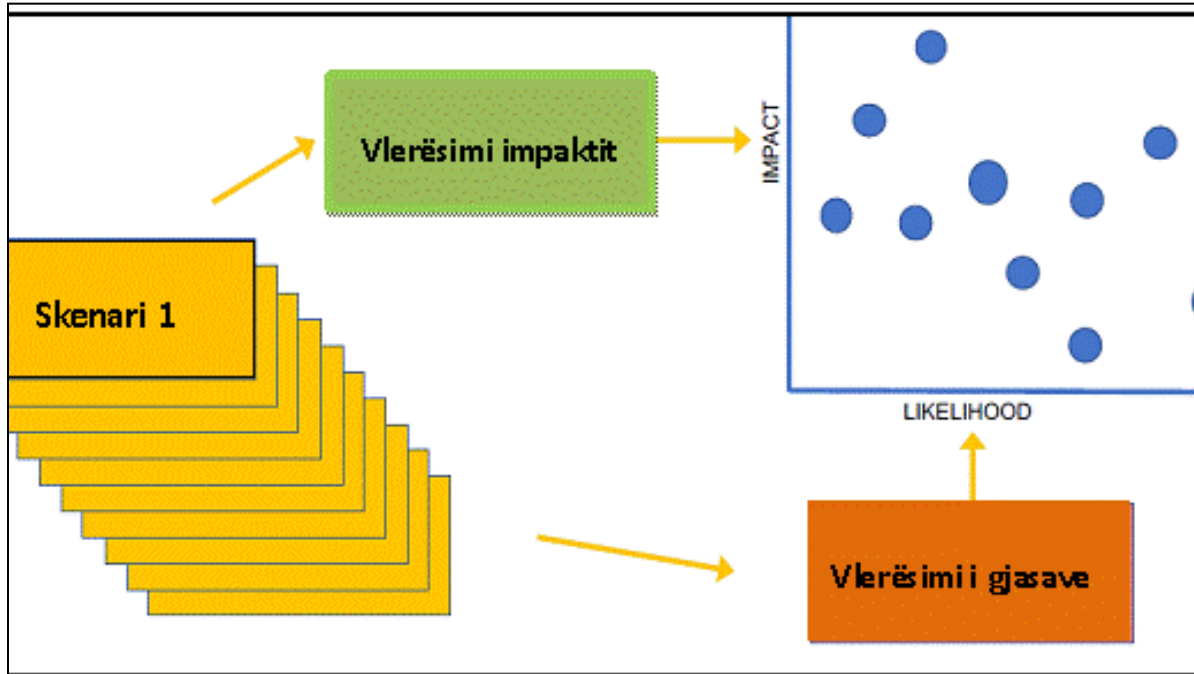 Vlerësimi impaktit
IMPACT
Skenari 1
LIKELIHOOD
Vlerësimi i gjasave